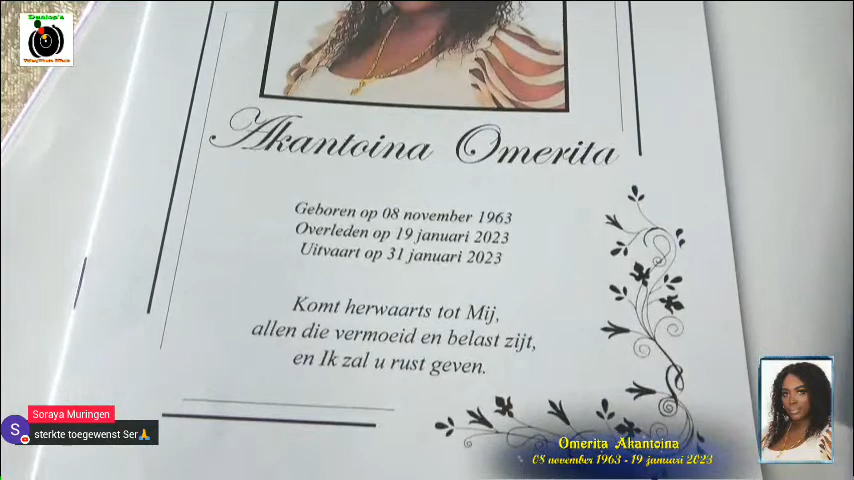 Dunlop's
Akantoina Omerita
Geboren op 08 november 1963
Overleden op 19 januari 2023
Uitvaart op 31 januari 2023
Komt herwaarts tot Mij,
allen die vermoeid en belast zijt,
en Ik zal u rust geven.
Soraya Muringen
S
sterkte toegewenst Ser🙏
Omerita Akantoina
08 november 1963 - 19 januari 2023